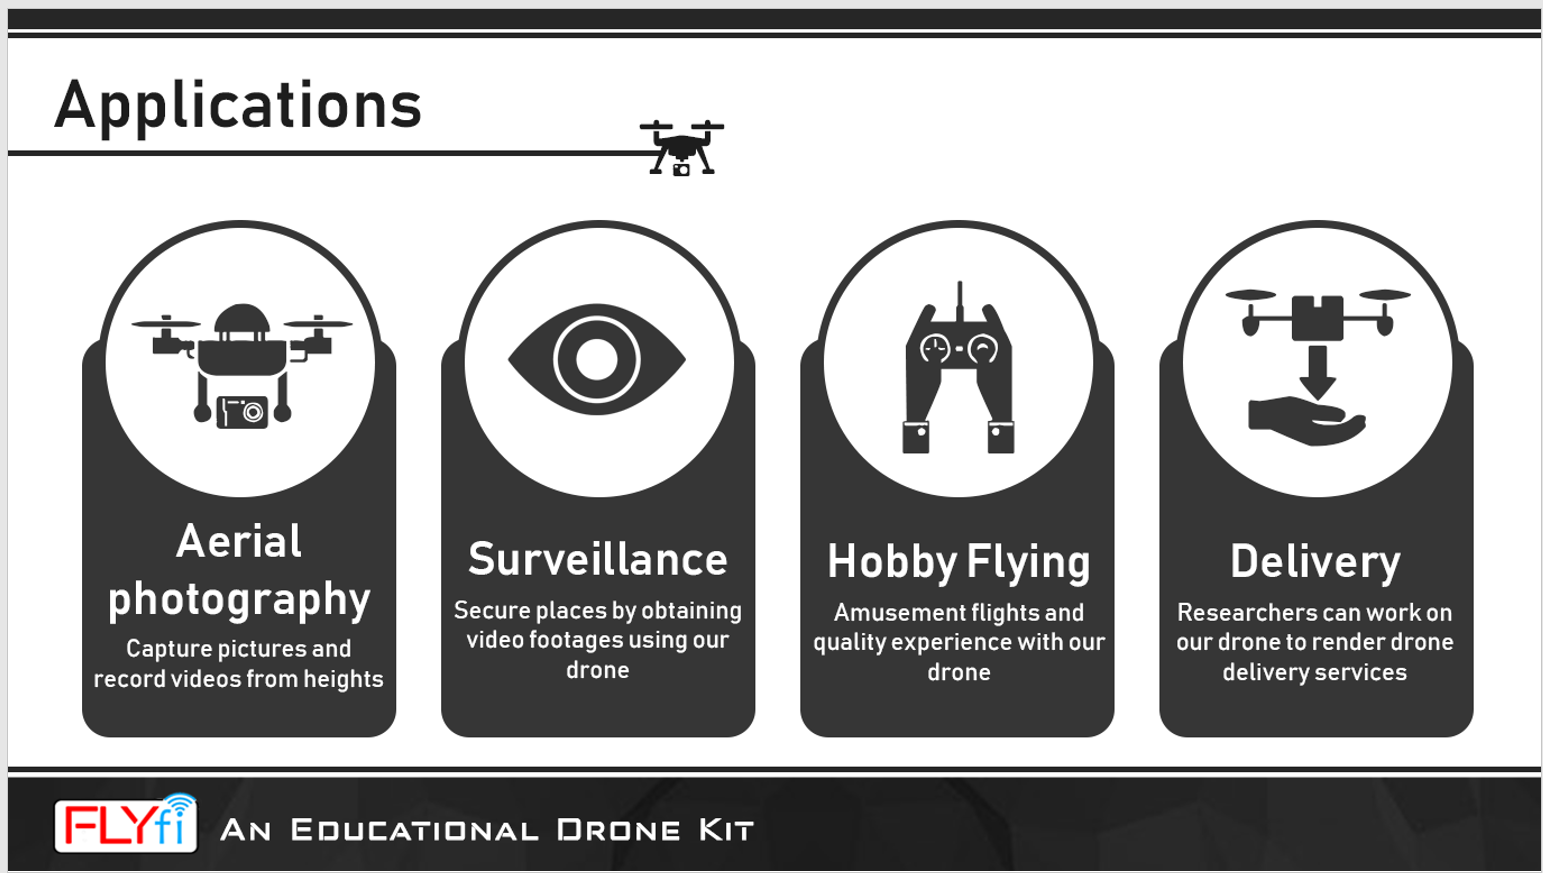 Applications
Aerial
photography
Capture pictures and
record videos from heights
Surveillance
Secure places by obtaining
video footages using our
drone
Hobby Flying
Amusement flights and
quality experience with our
drone
Delivery
Researchers can work on
our drone to render drone
delivery services
FLYfi
An Educational Drone Kit